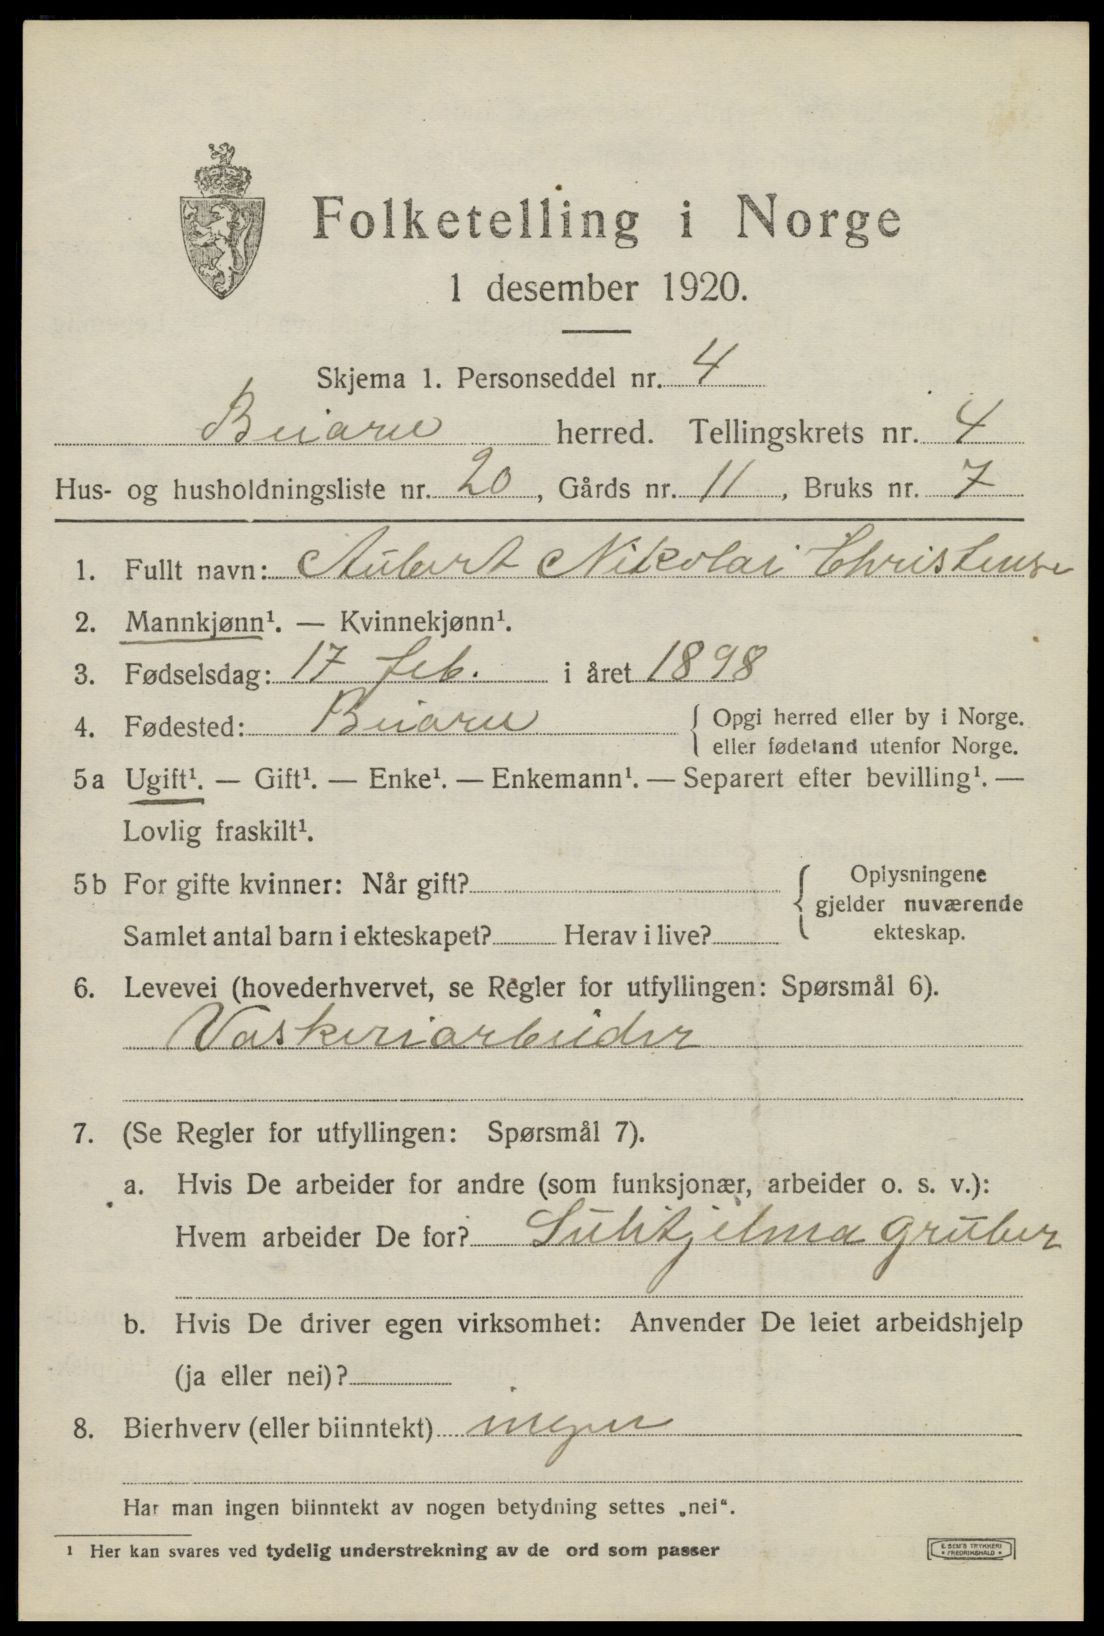 Folketelling i Norge
1 desember 1920.
Skjema 1. Personseddel nr. 4
Beiarn herred. Tellingskrets nr. 4
Hus- og husholdningsliste nr. 20, Gårds nr. 11, Bruks nr. 7
1. Fullt navn: Aubert Nikolai Christense
2. Mannkjønn¹. — Kvinnekjønn¹.
3. Fødselsdag: 17 feb. i året 1898
4. Fødested: Beiarn { Opgi herred eller by i Norge.
eller fødeland utenfor Norge.
5a Ugift¹. — Gift¹. — Enke¹. — Enkemann¹. — Separert efter bevilling¹. —
Lovlig fraskilt¹.
5b For gifte kvinner: Når gift? { Oplysningene
gjelder nuværende
Samlet antal barn i ekteskapet? Herav i live? ekteskap.
6. Levevei (hovederhvervet, se Regler for utfyllingen: Spørsmål 6).
Vaskeriarbeider
7. (Se Regler for utfyllingen: Spørsmål 7).
a. Hvis De arbeider for andre (som funksjonær, arbeider o. s. v.):
Hvem arbeider De for? Sulitjelma gruber
b. Hvis De driver egen virksomhet: Anvender De leiet arbeidshjelp
(ja eller nei)?
8. Bierhverv (eller biinntekt) ingen
Har man ingen biinntekt av nogen betydning settes „nei".
¹ Her kan svares ved tydelig understrekning av de ord som passer
E. SEM'S TRYKKERI
• FREDRIKSHALD •